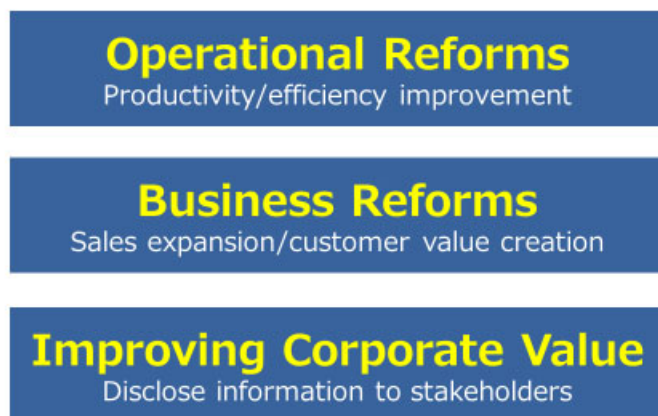 Operational Reforms
Productivity/efficiency improvement
Business Reforms
Sales expansion/customer value creation
Improving Corporate Value
Disclose information to stakeholders